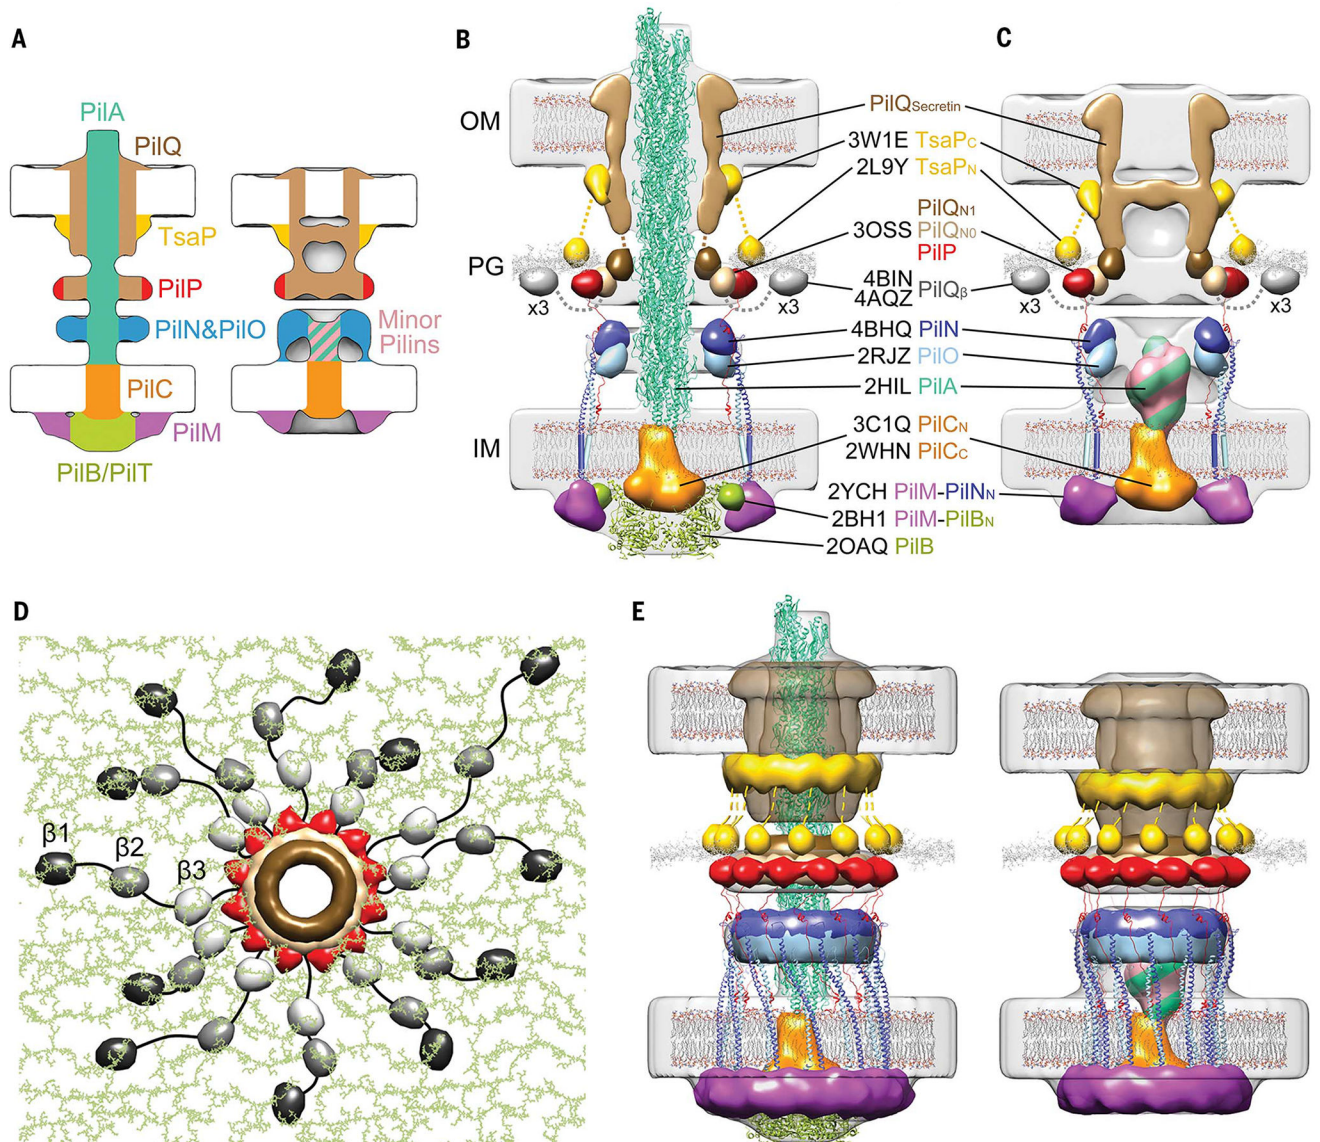 A
PilA
PilQ
TsaP
PilP
PilN&PilO
Minor
Pilins
PilC
PilM
PilB/PilT
B
C
OM
PG
IM
PilQSecretin
3W1E TsaPC
2L9Y TsaPN
PilQN1
3OSS PilQN0
PilP
4BIN
4AQZ PilQβ
x3
x3
x3
x3
4BHQ PilN
2RJZ PilO
2HIL PilA
3C1Q PilCN
2WHN PilCC
2YCH PilM-PilNN
2BH1 PilM-PilBN
2OAQ PilB
D
β1
β2
β3
E